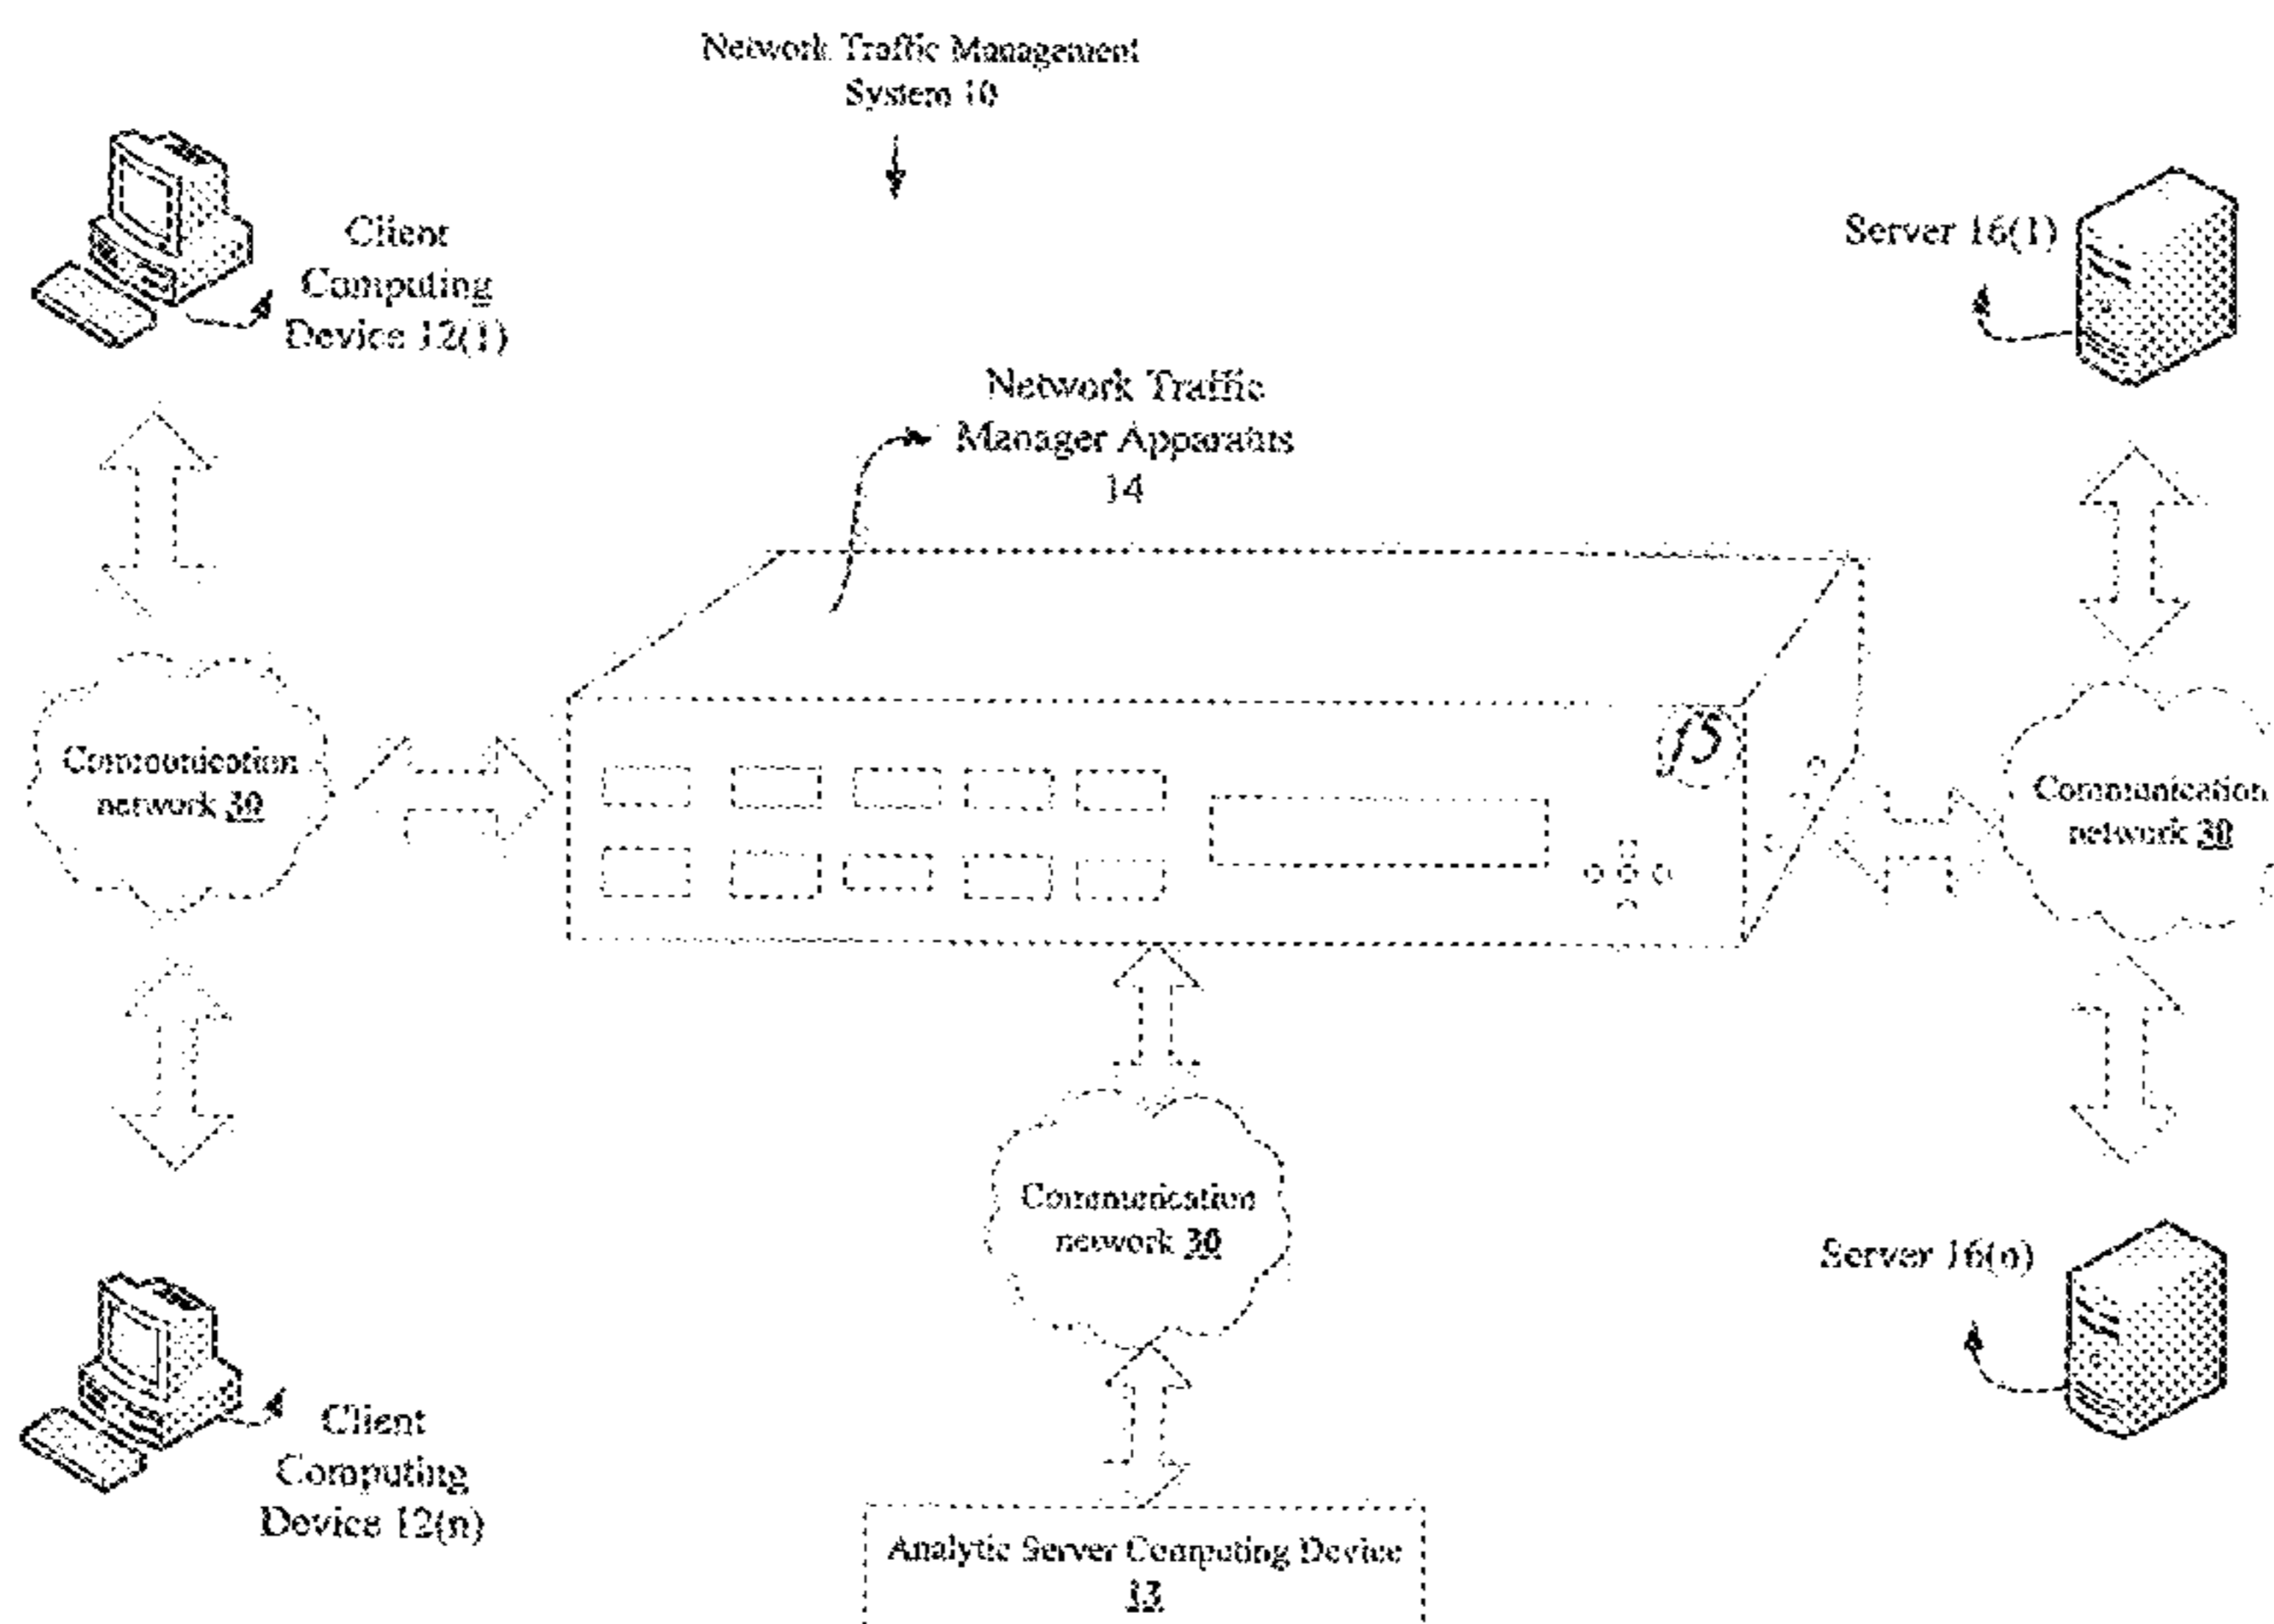 Network Traffic Management
System 10
Client
Computing
Device 12(1)
Server 16(1)
Network Traffic
Manager Apparatus
14
f5
Communication
network 30
Communication
network 30
Communication
network 30
Server 16(n)
Client
Computing
Device 12(n)
Analytic Server Computing Device
13